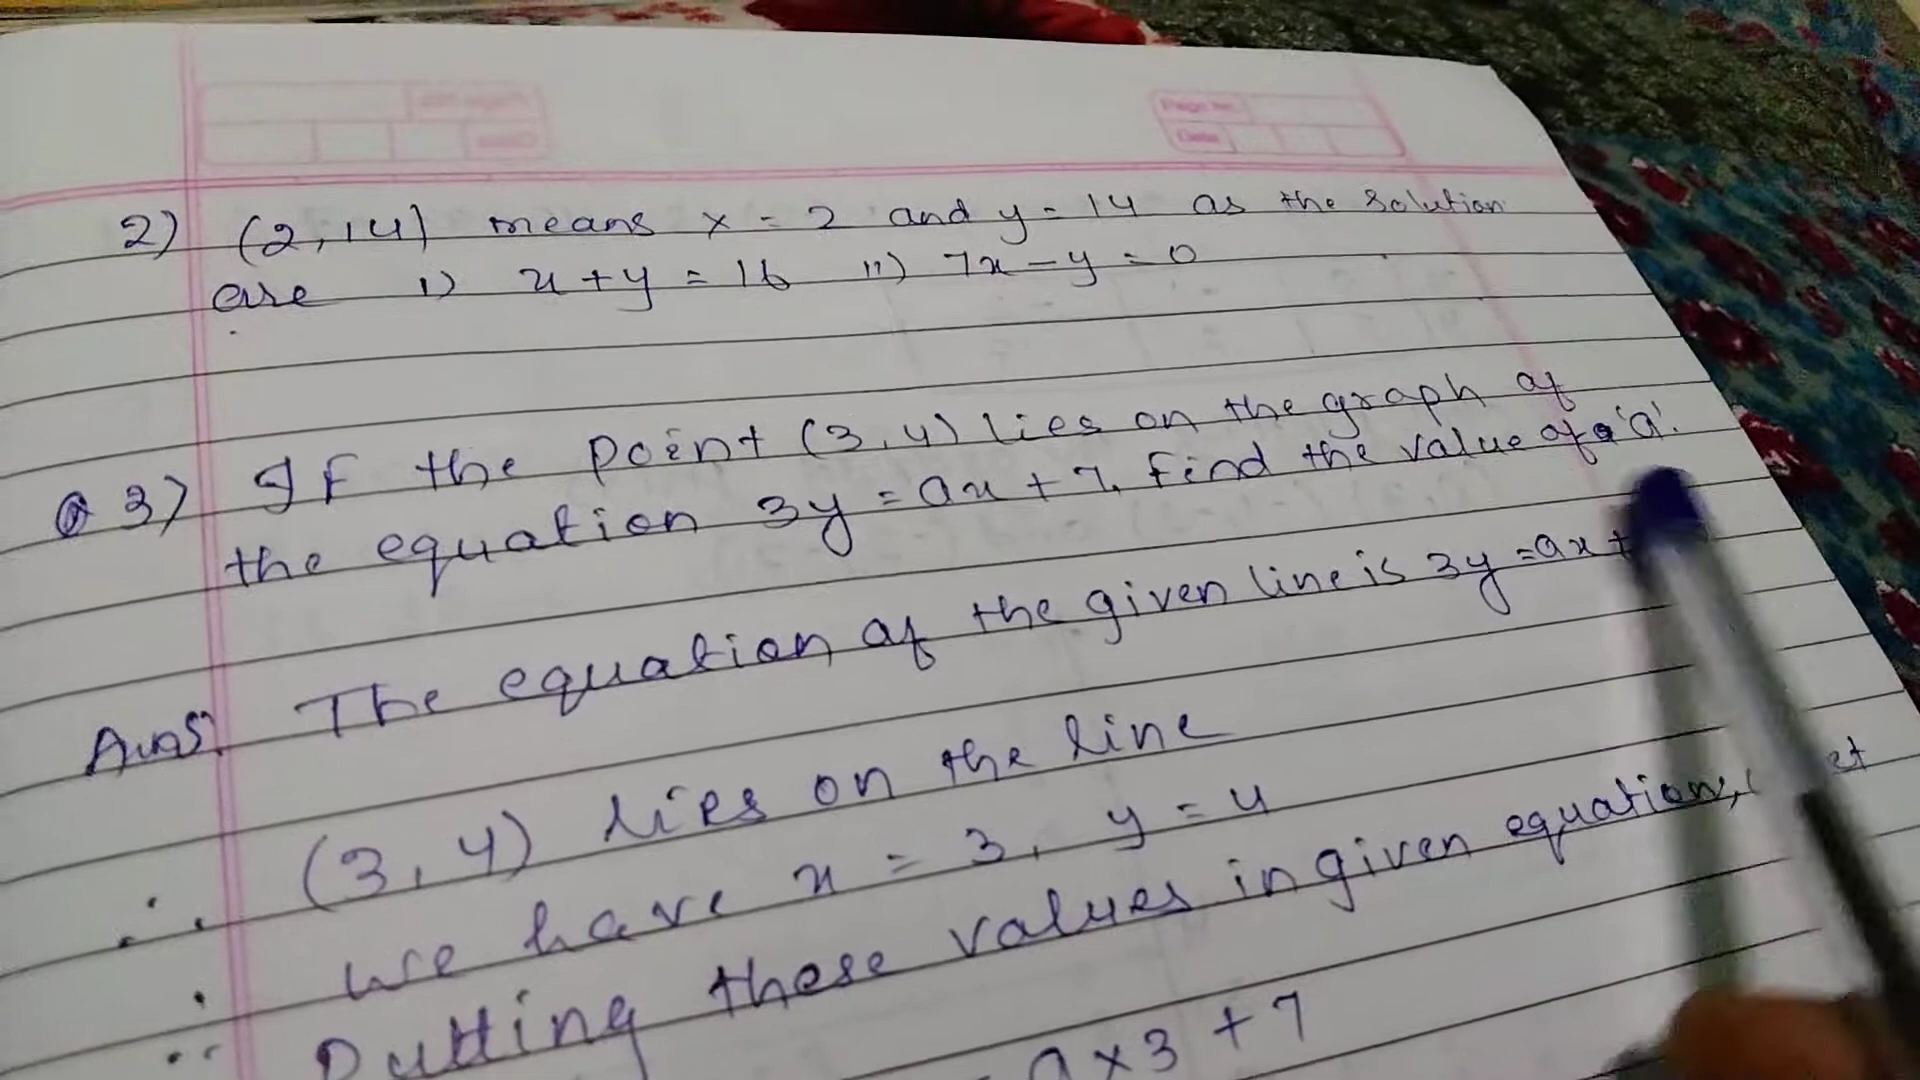 Page No.
Date
2) (2,14) means x = 2 and y = 14 as the solution
are i) x + y = 16 ii) 7x - y = 0
Q 3) If the point (3,4) lies on the graph of
the equation 3y = ax + 7. Find the value of 'a'.
Ans: The equation of the given line is 3y = ax +
∴ (3,4) lies on the line
∴ we have x = 3, y = 4
Putting these values in given equation,
a × 3 + 7